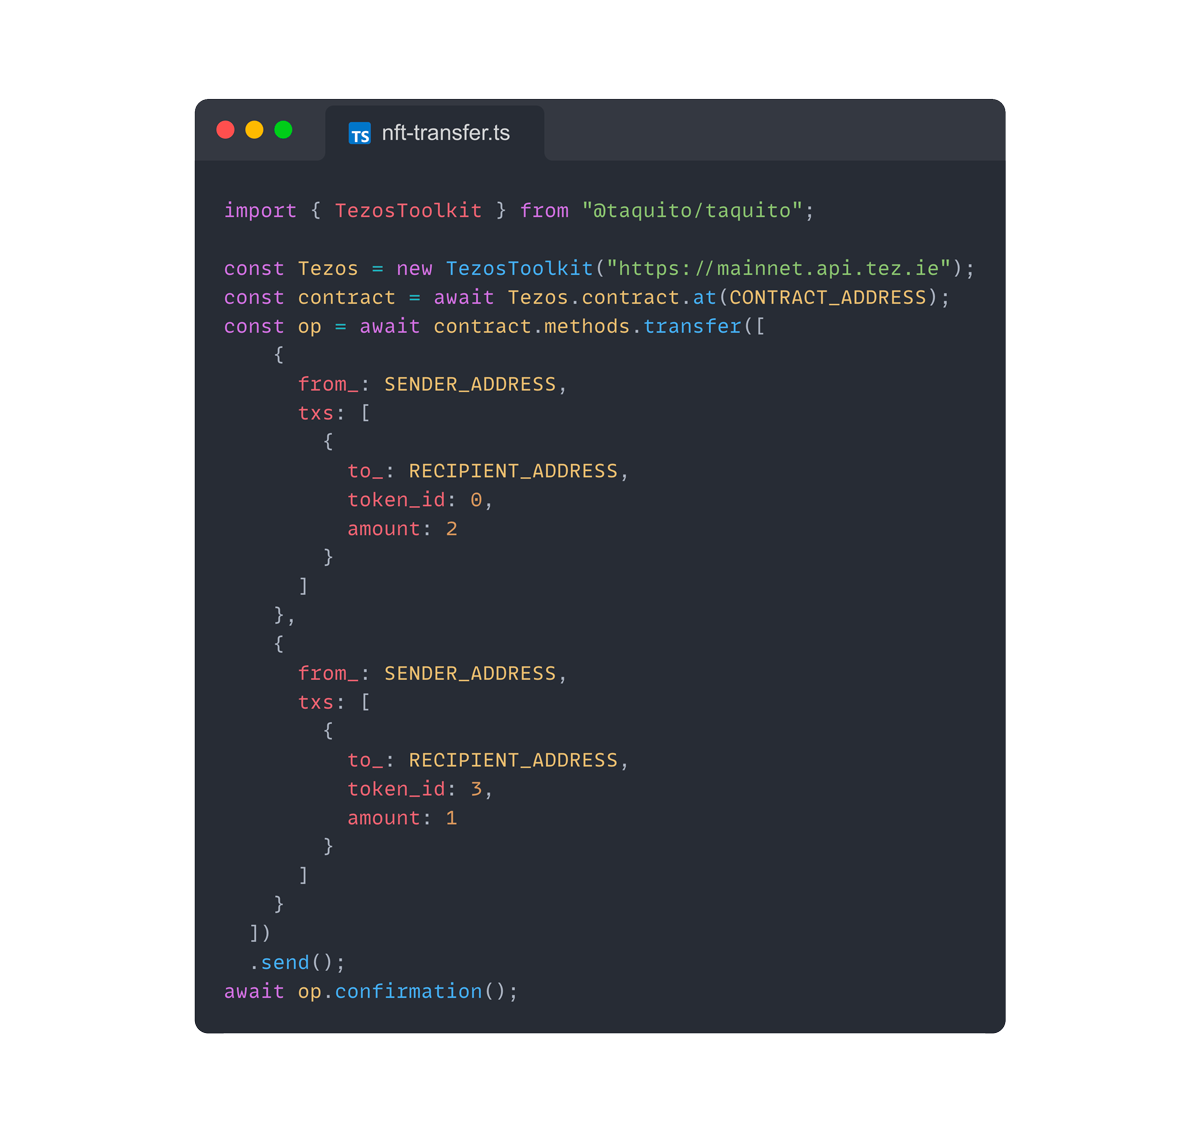 TS nft-transfer.ts
import { TezosToolkit } from "@taquito/taquito";
const Tezos = new TezosToolkit("https://mainnet.api.tez.ie");
const contract = await Tezos.contract.at(CONTRACT_ADDRESS);
const op = await contract.methods.transfer([
    {
      from_: SENDER_ADDRESS,
      txs: [
        {
          to_: RECIPIENT_ADDRESS,
          token_id: 0,
          amount: 2
        }
      ]
    },
    {
      from_: SENDER_ADDRESS,
      txs: [
        {
          to_: RECIPIENT_ADDRESS,
          token_id: 3,
          amount: 1
        }
      ]
    }
  ])
  .send();
await op.confirmation();